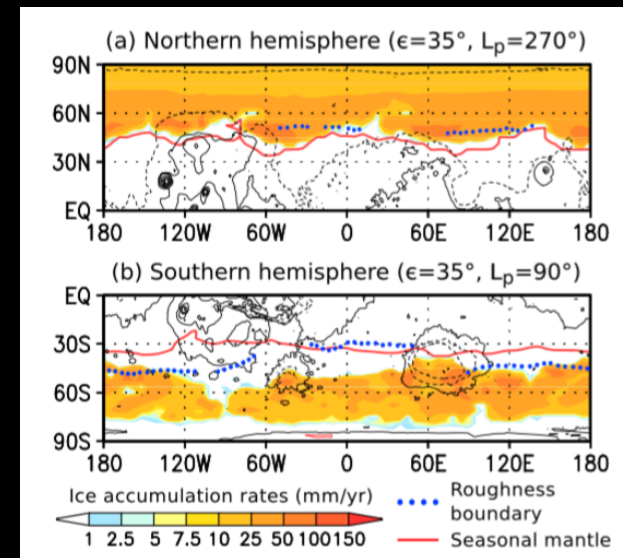 (a) Northern hemisphere (ϵ=35°, Lp=270°)
90N
60N
30N
EQ
180 120W 60W 0 60E 120E 180
(b) Southern hemisphere (ϵ=35°, Lp=90°)
EQ
30S
60S
90S
180 120W 60W 0 60E 120E 180
Ice accumulation rates (mm/yr)
1 2.5 5 7.5 10 25 50 100 150
Roughness
boundary
Seasonal mantle